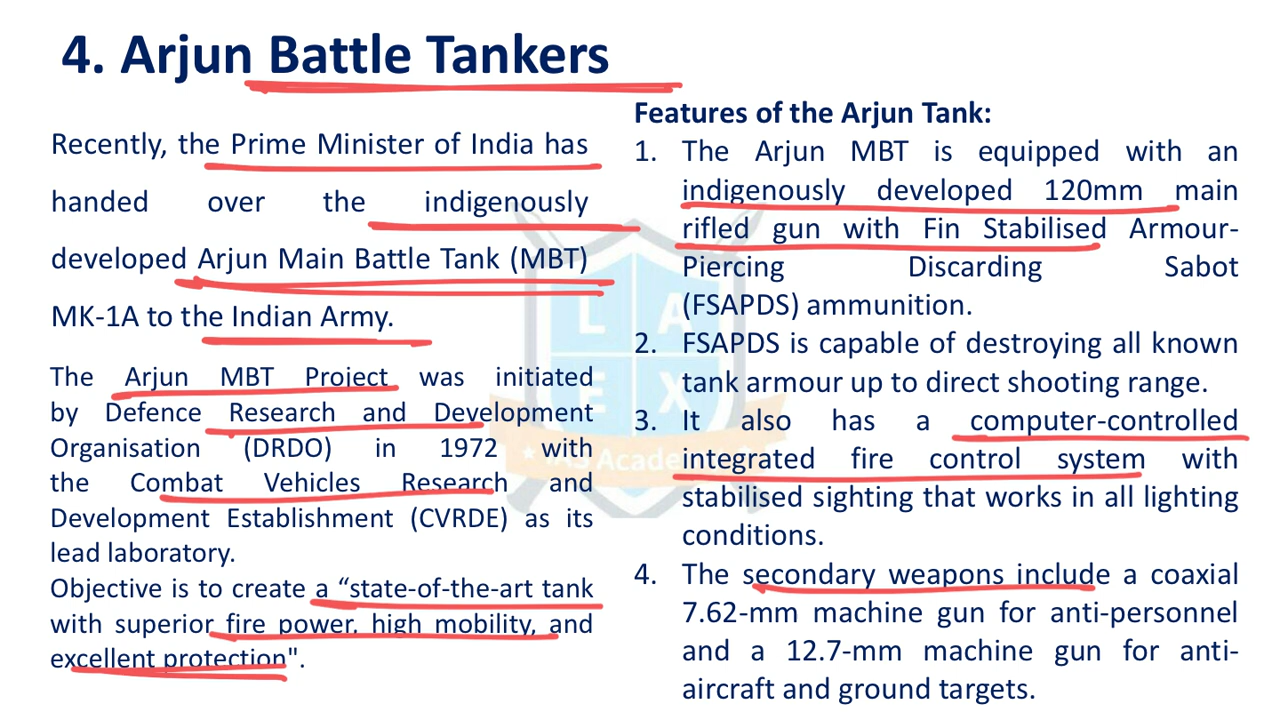 4. Arjun Battle Tankers
Recently, the Prime Minister of India has
handed over the indigenously
developed Arjun Main Battle Tank (MBT)
MK-1A to the Indian Army.
The Arjun MBT Project was initiated
by Defence Research and Development
Organisation (DRDO) in 1972 with
the Combat Vehicles Research and
Development Establishment (CVRDE) as its
lead laboratory.
Objective is to create a “state-of-the-art tank
with superior fire power, high mobility, and
excellent protection".
Features of the Arjun Tank:
1. The Arjun MBT is equipped with an
indigenously developed 120mm main
rifled gun with Fin Stabilised Armour-
Piercing Discarding Sabot
(FSAPDS) ammunition.
2. FSAPDS is capable of destroying all known
tank armour up to direct shooting range.
3. It also has a computer-controlled
integrated fire control system with
stabilised sighting that works in all lighting
conditions.
4. The secondary weapons include a coaxial
7.62-mm machine gun for anti-personnel
and a 12.7-mm machine gun for anti-
aircraft and ground targets.
L A
E X